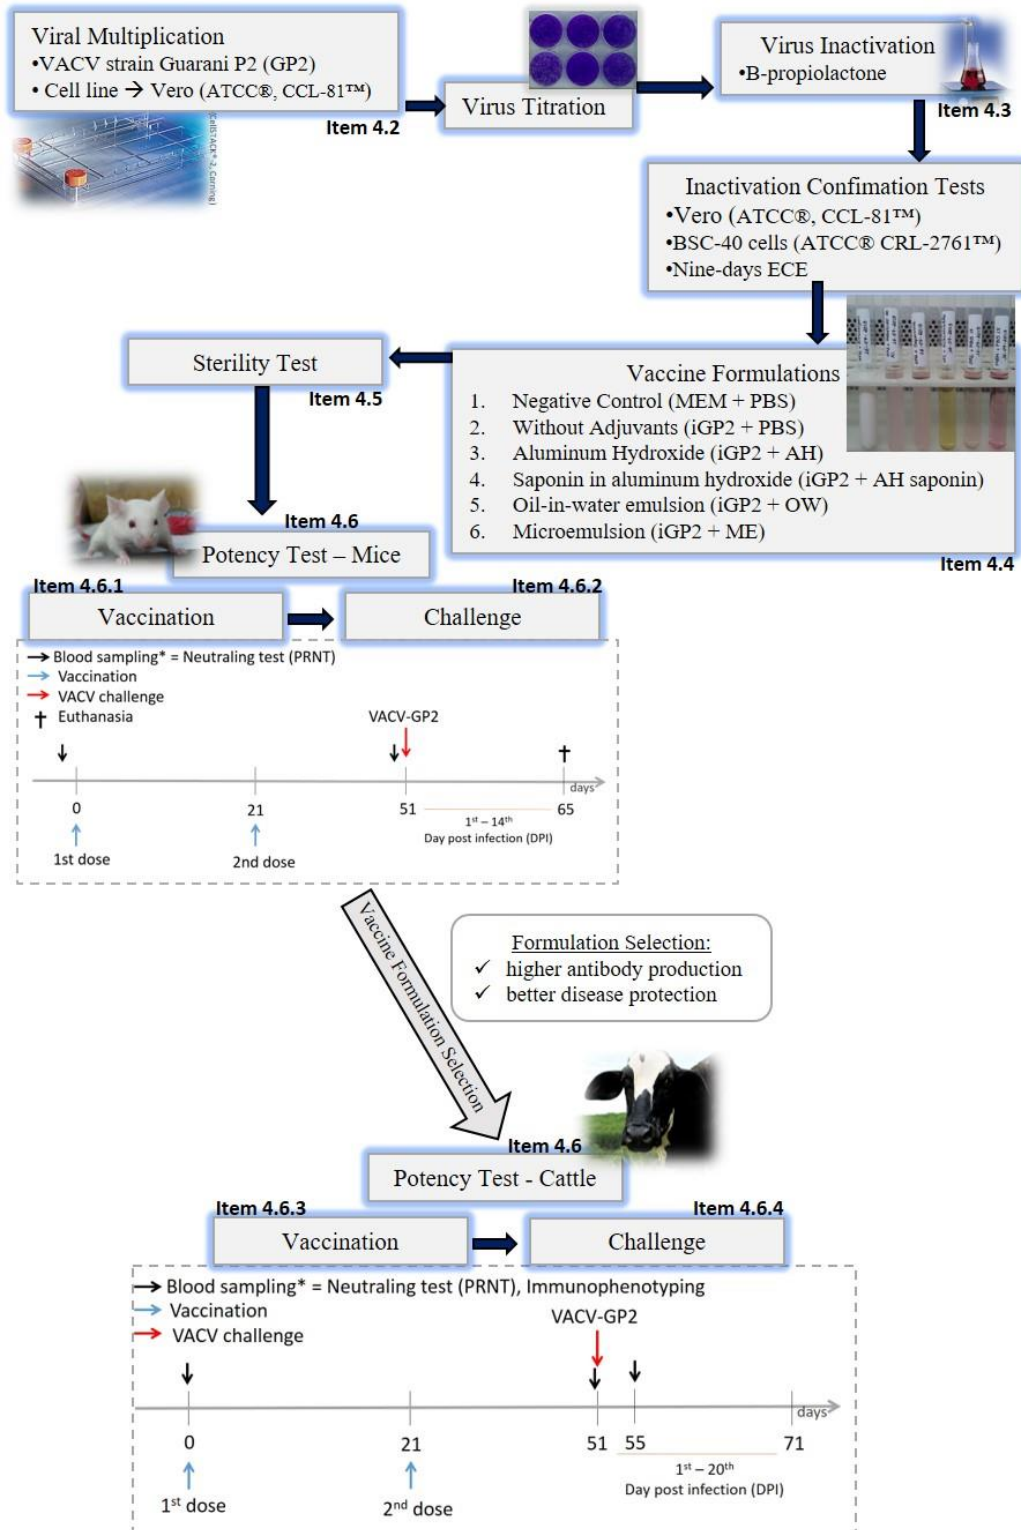 Viral Multiplication
•VACV strain Guarani P2 (GP2)
• Cell line → Vero (ATCC®, CCL-81™)
Item 4.2
(CellSTACK®-2, Corning)
Virus Titration
Virus Inactivation
•B-propiolactone
Item 4.3
Inactivation Confimation Tests
•Vero (ATCC®, CCL-81™)
•BSC-40 cells (ATCC® CRL-2761™)
•Nine-days ECE
Vaccine Formulations
1. Negative Control (MEM + PBS)
2. Without Adjuvants (iGP2 + PBS)
3. Aluminum Hydroxide (iGP2 + AH)
4. Saponin in aluminum hydroxide (iGP2 + AH saponin)
5. Oil-in-water emulsion (iGP2 + OW)
6. Microemulsion (iGP2 + ME)
Item 4.4
Sterility Test
Item 4.5
Item 4.6
Potency Test – Mice
Item 4.6.1
Vaccination
Item 4.6.2
Challenge
Blood sampling* = Neutraling test (PRNT)
Vaccination
VACV challenge
Euthanasia
VACV-GP2
days
0 21 51 65
1st – 14th
Day post infection (DPI)
1st dose
2nd dose
Vaccine Formulation Selection
Formulation Selection:
✓ higher antibody production
✓ better disease protection
Item 4.6
Potency Test - Cattle
Item 4.6.3
Vaccination
Item 4.6.4
Challenge
Blood sampling* = Neutraling test (PRNT), Immunophenotyping
Vaccination
VACV challenge
VACV-GP2
days
0 21 51 55 71
1st – 20th
Day post infection (DPI)
1st dose
2nd dose